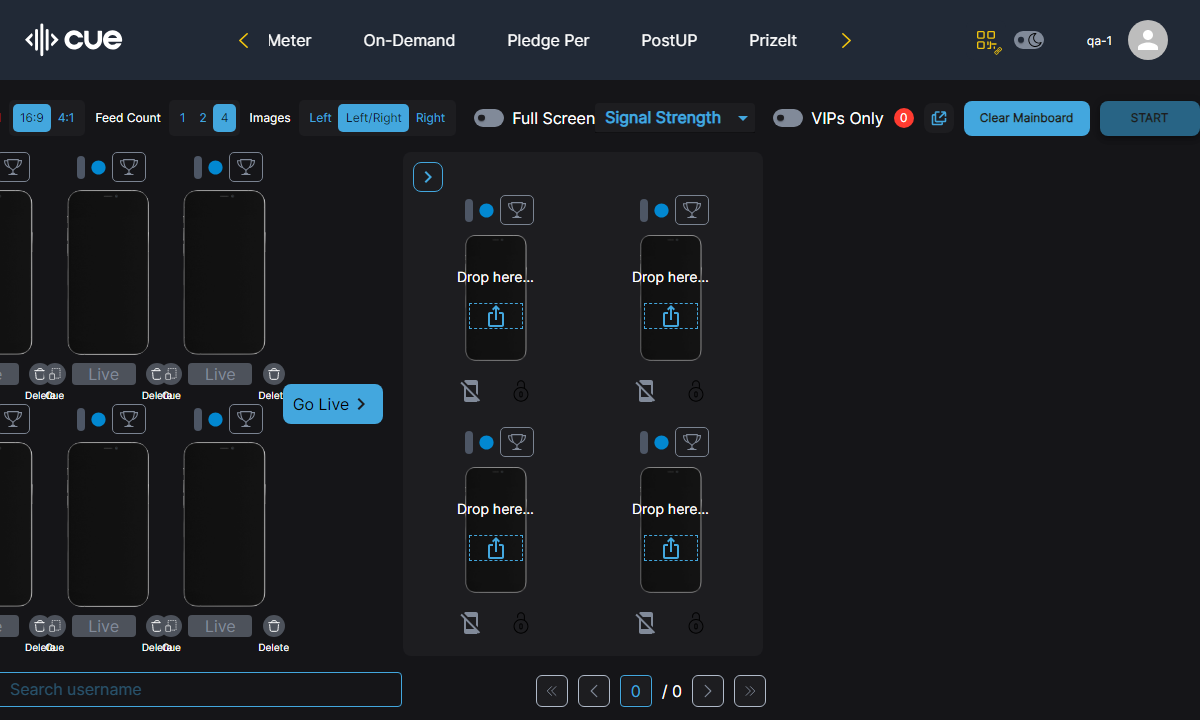 cue
Meter
On-Demand
Pledge Per
PostUP
PrizeIt
qa-1
16:9
4:1
Feed Count
1
2
4
Images
Left
Left/Right
Right
Full Screen
Signal Strength
VIPs Only
0
Clear Mainboard
START
Drop here...
Drop here...
Live
Live
Delete
Cue
Delete
Cue
Delete
Go Live
Drop here...
Drop here...
Live
Live
Delete
Cue
Delete
Cue
Delete
Search username
0
/ 0